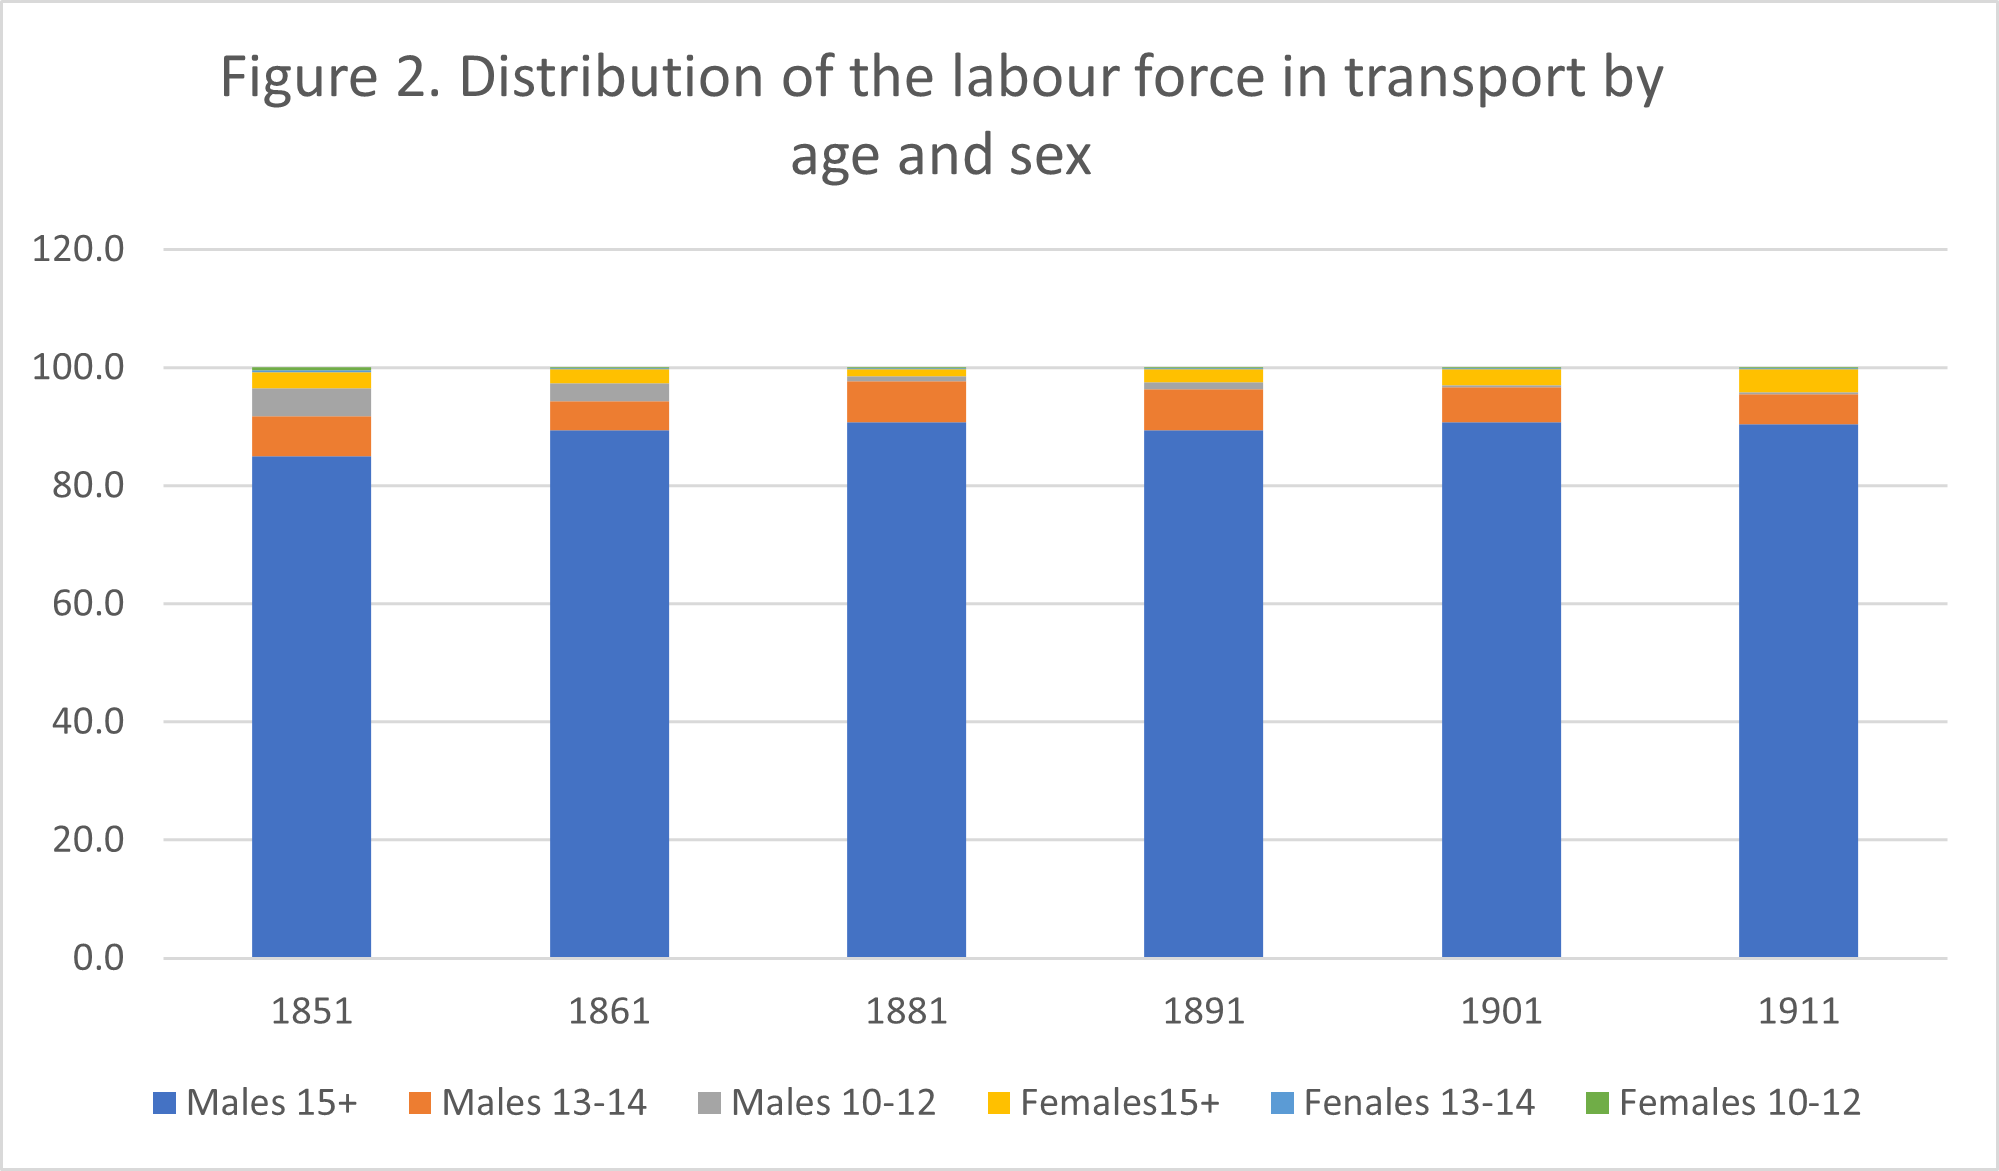 Figure 2. Distribution of the labour force in transport by
age and sex
120.0
100.0
80.0
60.0
40.0
20.0
0.0
1851 1861 1881 1891 1901 1911
Males 15+ Males 13-14 Males 10-12 Females15+ Fenales 13-14 Females 10-12